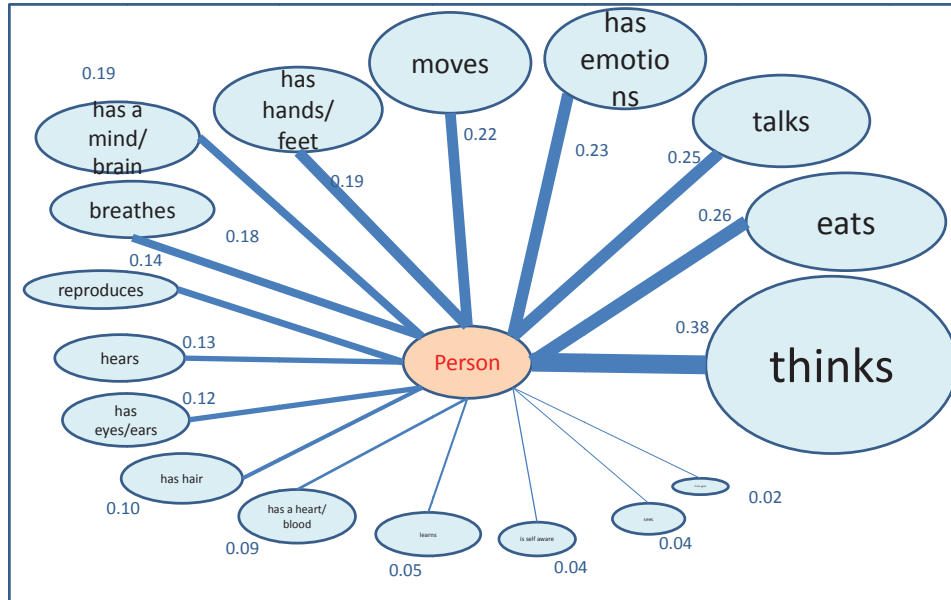 has
emotio
ns
moves
has
hands/
feet
0.19
has a
mind/
brain
talks
0.22
0.23
0.25
0.19
breathes
0.26
eats
0.18
0.14
reproduces
0.38
thinks
hears
0.13
Person
0.12
has
eyes/ears
has hair
0.10
has a heart/
blood
0.09
learns
0.05
is self aware
0.04
sees
0.04
0.02